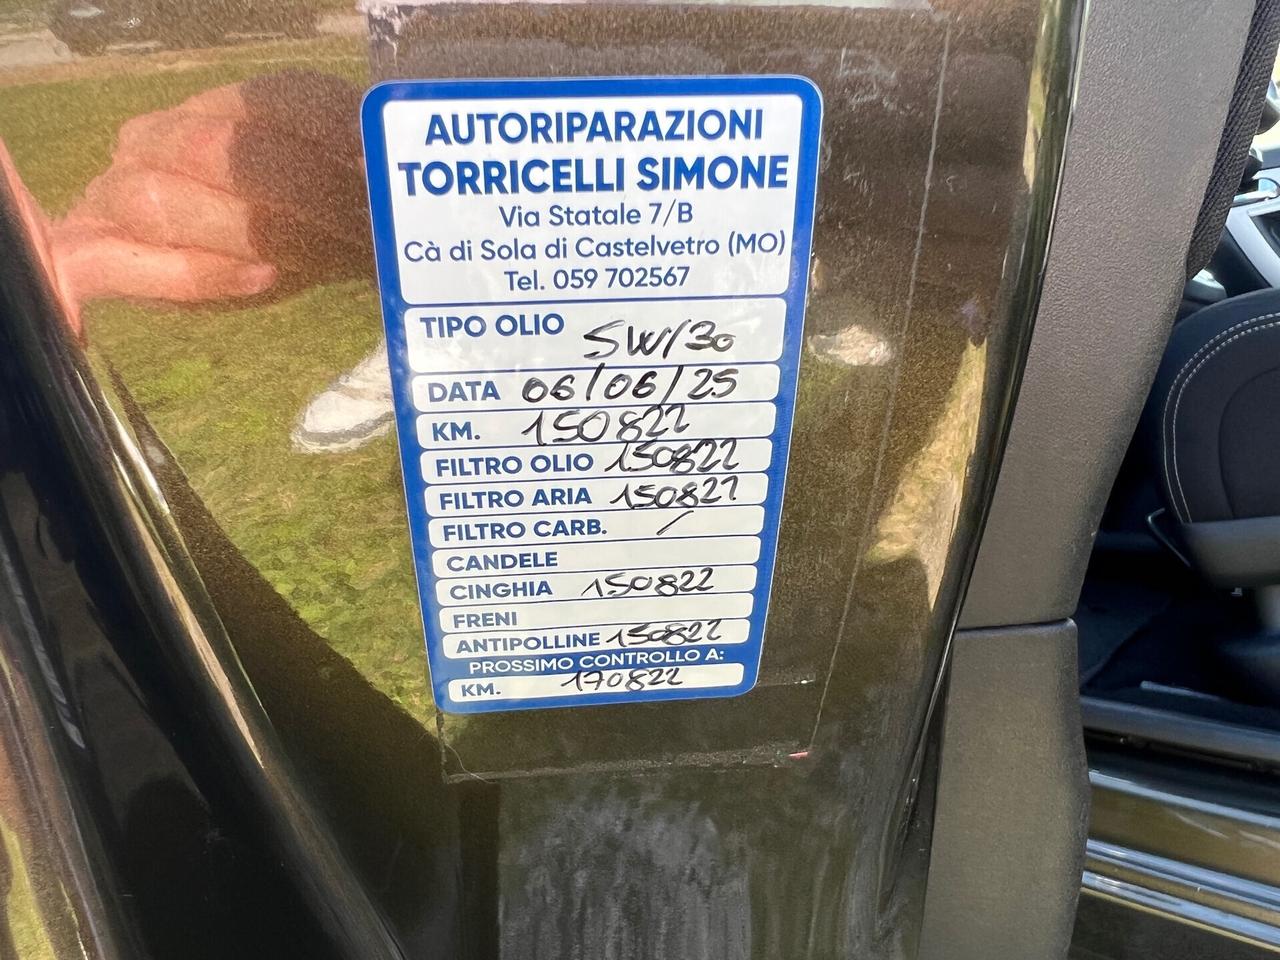 AUTORIPARAZIONI
TORRICELLI SIMONE
Via Statale 7/B
Cà di Sola di Castelvetro (MO)
Tel. 059 702567
TIPO OLIO 5W/30
DATA 06/06/25
KM. 150822
FILTRO OLIO 150822
FILTRO ARIA 150822
FILTRO CARB. /
CANDELE
CINGHIA 150822
FRENI
ANTIPOLLINE 150822
PROSSIMO CONTROLLO A:
KM. 170822